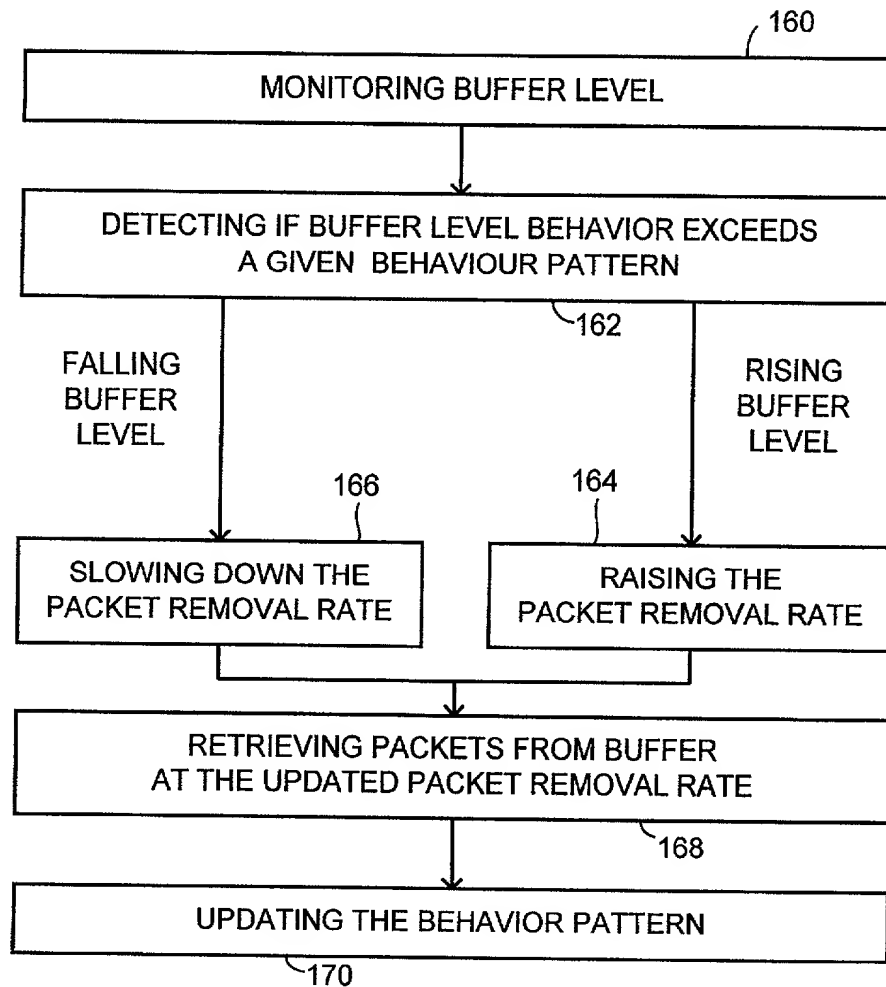 160
MONITORING BUFFER LEVEL
DETECTING IF BUFFER LEVEL BEHAVIOR EXCEEDS
A GIVEN BEHAVIOUR PATTERN
162
FALLING
BUFFER
LEVEL
RISING
BUFFER
LEVEL
166
164
SLOWING DOWN THE
PACKET REMOVAL RATE
RAISING THE
PACKET REMOVAL RATE
RETRIEVING PACKETS FROM BUFFER
AT THE UPDATED PACKET REMOVAL RATE
168
UPDATING THE BEHAVIOR PATTERN
170